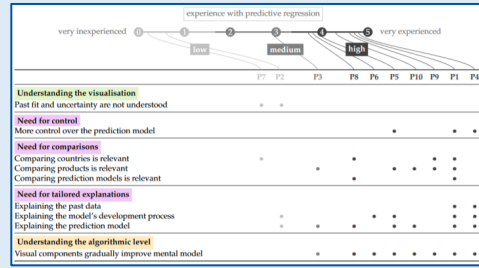 experience with predictive regression
very inexperienced 0 1 2 3 4 5 very experienced
low medium high
P7 P2 P3 P8 P6 P5 P10 P9 P1 P4
Understanding the visualisation
Past fit and uncertainty are not understood
Need for control
More control over the prediction model
Need for comparisons
Comparing countries is relevant
Comparing products is relevant
Comparing prediction models is relevant
Need for tailored explanations
Explaining the past data
Explaining the model's development process
Explaining the prediction model
Understanding the algorithmic level
Visual components gradually improve mental model